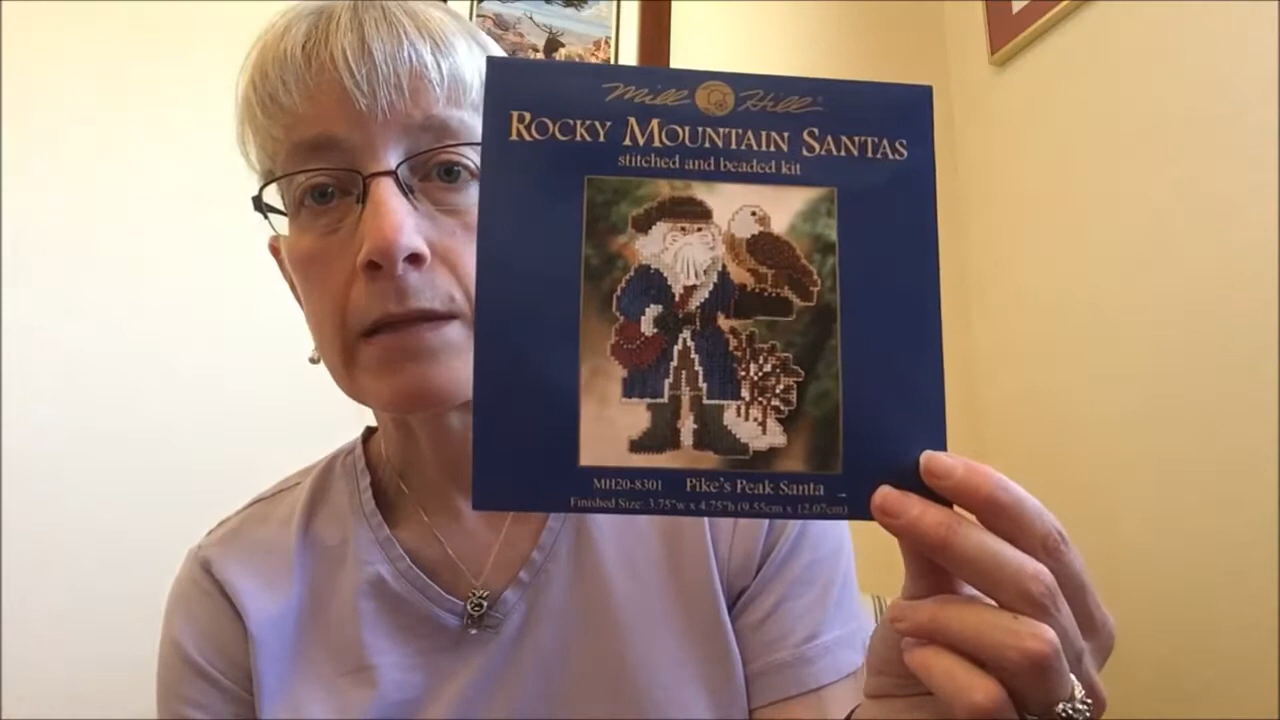 Mill Hill®
ROCKY MOUNTAIN SANTAS
stitched and beaded kit
MH20-8301 Pike's Peak Santa
Finished Size: 3.75"w x 4.75"h (9.55cm x 12.07cm)